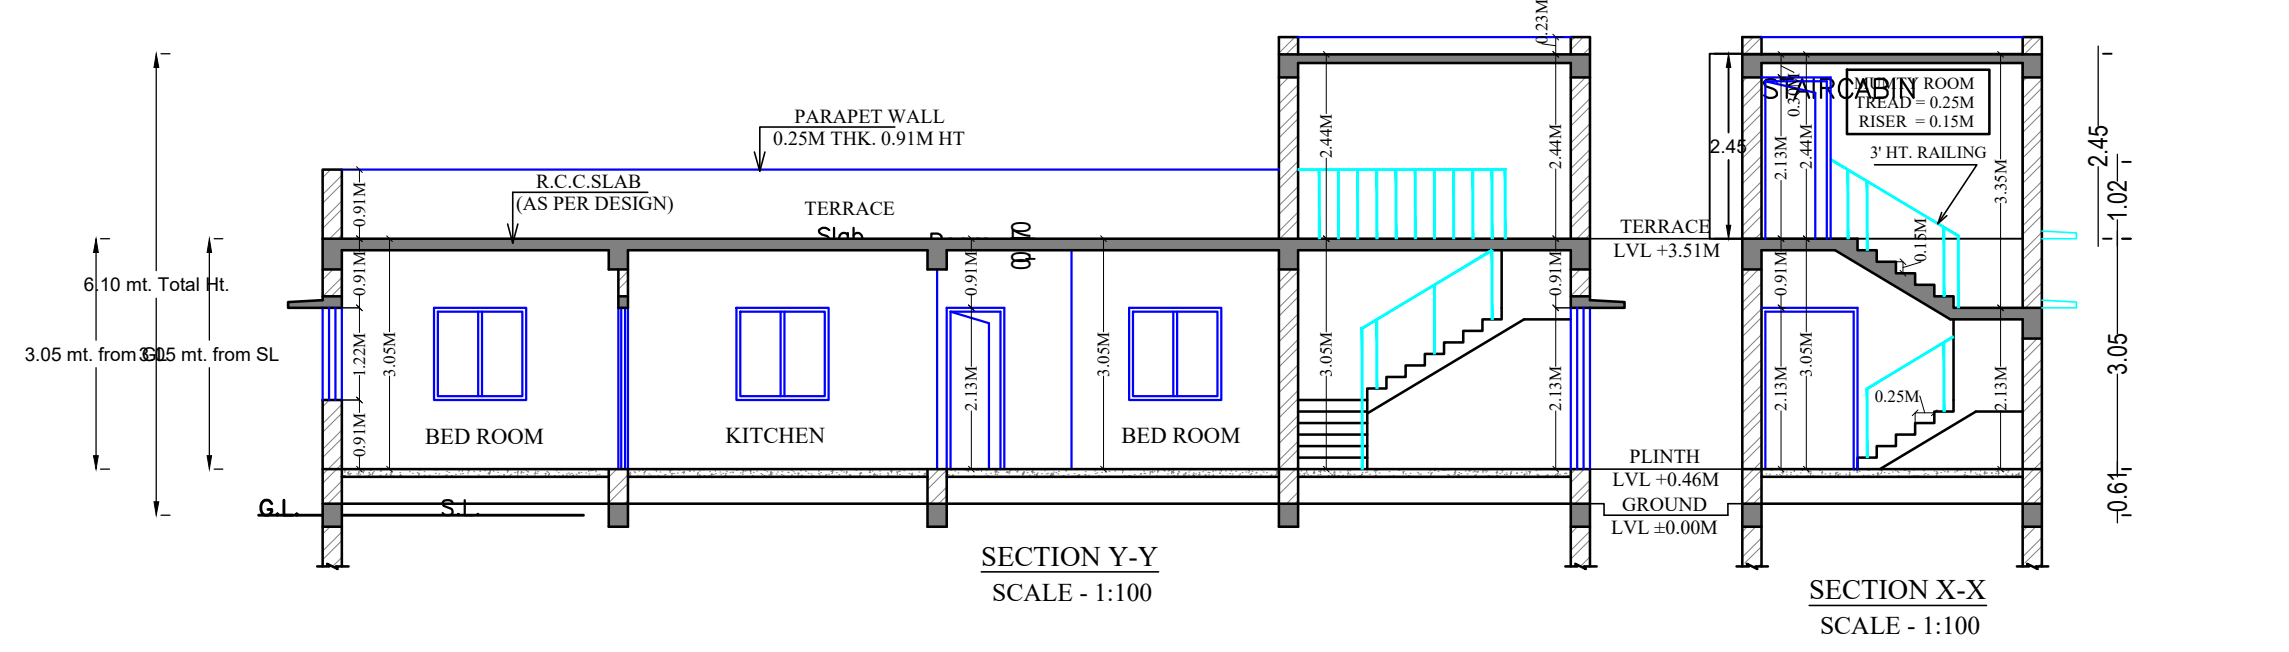 0.23M
PARAPET WALL
0.25M THK. 0.91M HT
R.C.C.SLAB
(AS PER DESIGN)
TERRACE
Slab
0.91M
2.44M
2.44M
6.10 mt. Total Ht.
3.05 mt. from G.L.
3.05 mt. from SL
0.91M
1.22M
0.91M
3.05M
0.91M
2.13M
3.05M
3.05M
0.91M
2.13M
BED ROOM
KITCHEN
BED ROOM
G.L.
S.L.
SECTION Y-Y
SCALE - 1:100
TERRACE
LVL +3.51M
PLINTH
LVL +0.46M
GROUND
LVL ±0.00M
2.45
STAIRCABIN
MUMTY ROOM
TREAD = 0.25M
RISER = 0.15M
3' HT. RAILING
0.30M
2.13M
2.44M
3.35M
0.15M
0.91M
2.13M
3.05M
0.25M
2.13M
2.45
1.02
3.05
0.61
SECTION X-X
SCALE - 1:100